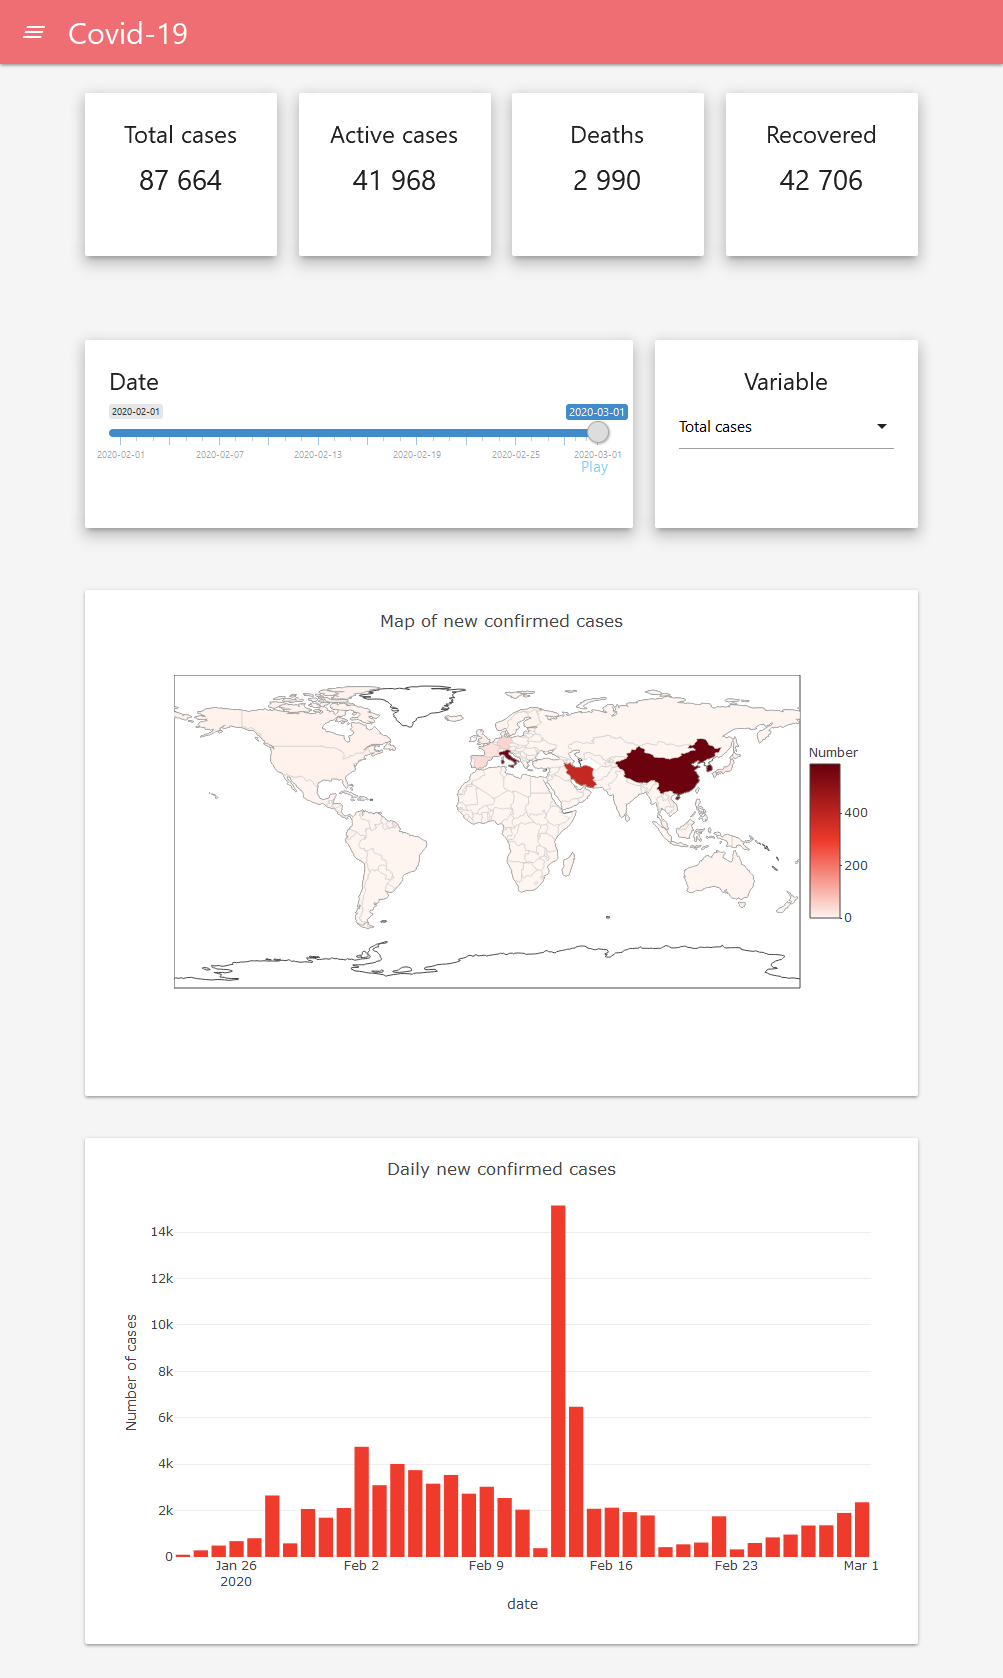 Covid-19
Total cases
87 664
Active cases
41 968
Deaths
2 990
Recovered
42 706
Date
2020-02-01
2020-03-01
2020-02-01 2020-02-07 2020-02-13 2020-02-19 2020-02-25 2020-03-01
Play
Variable
Total cases
Map of new confirmed cases
Number
400
200
0
Daily new confirmed cases
14k
12k
10k
8k
6k
4k
2k
0
Number of cases
Jan 26 Feb 2 Feb 9 Feb 16 Feb 23 Mar 1
2020
date